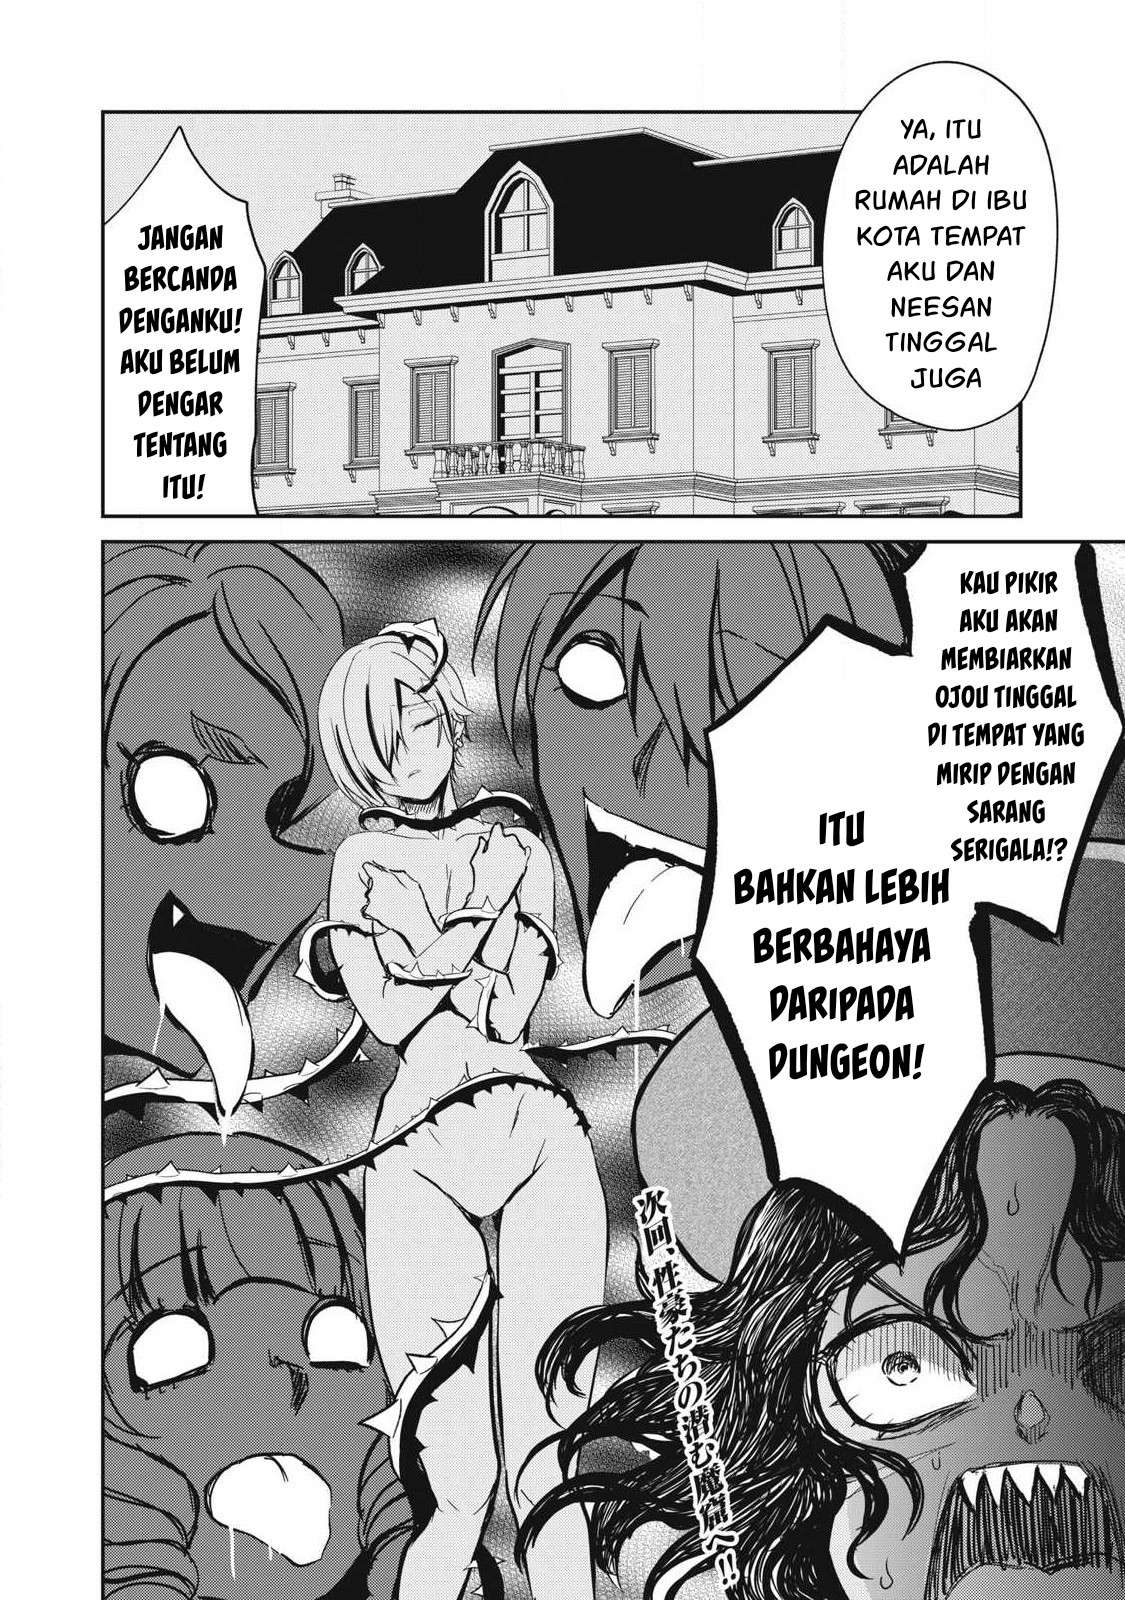 YA, ITU
ADALAH
RUMAH DI IBU
KOTA TEMPAT
AKU DAN
NEESAN
TINGGAL
JUGA
JANGAN
BERCANDA
DENGANKU!
AKU BELUM
DENGAR
TENTANG
ITU!
KAU PIKIR
AKU AKAN
MEMBIARKAN
OJOU TINGGAL
DI TEMPAT YANG
MIRIP DENGAN
SARANG
SERIGALA!?
ITU
BAHKAN LEBIH
BERBAHAYA
DARIPADA
DUNGEON!
次回、性豪たちの潜む魔窟へ!!